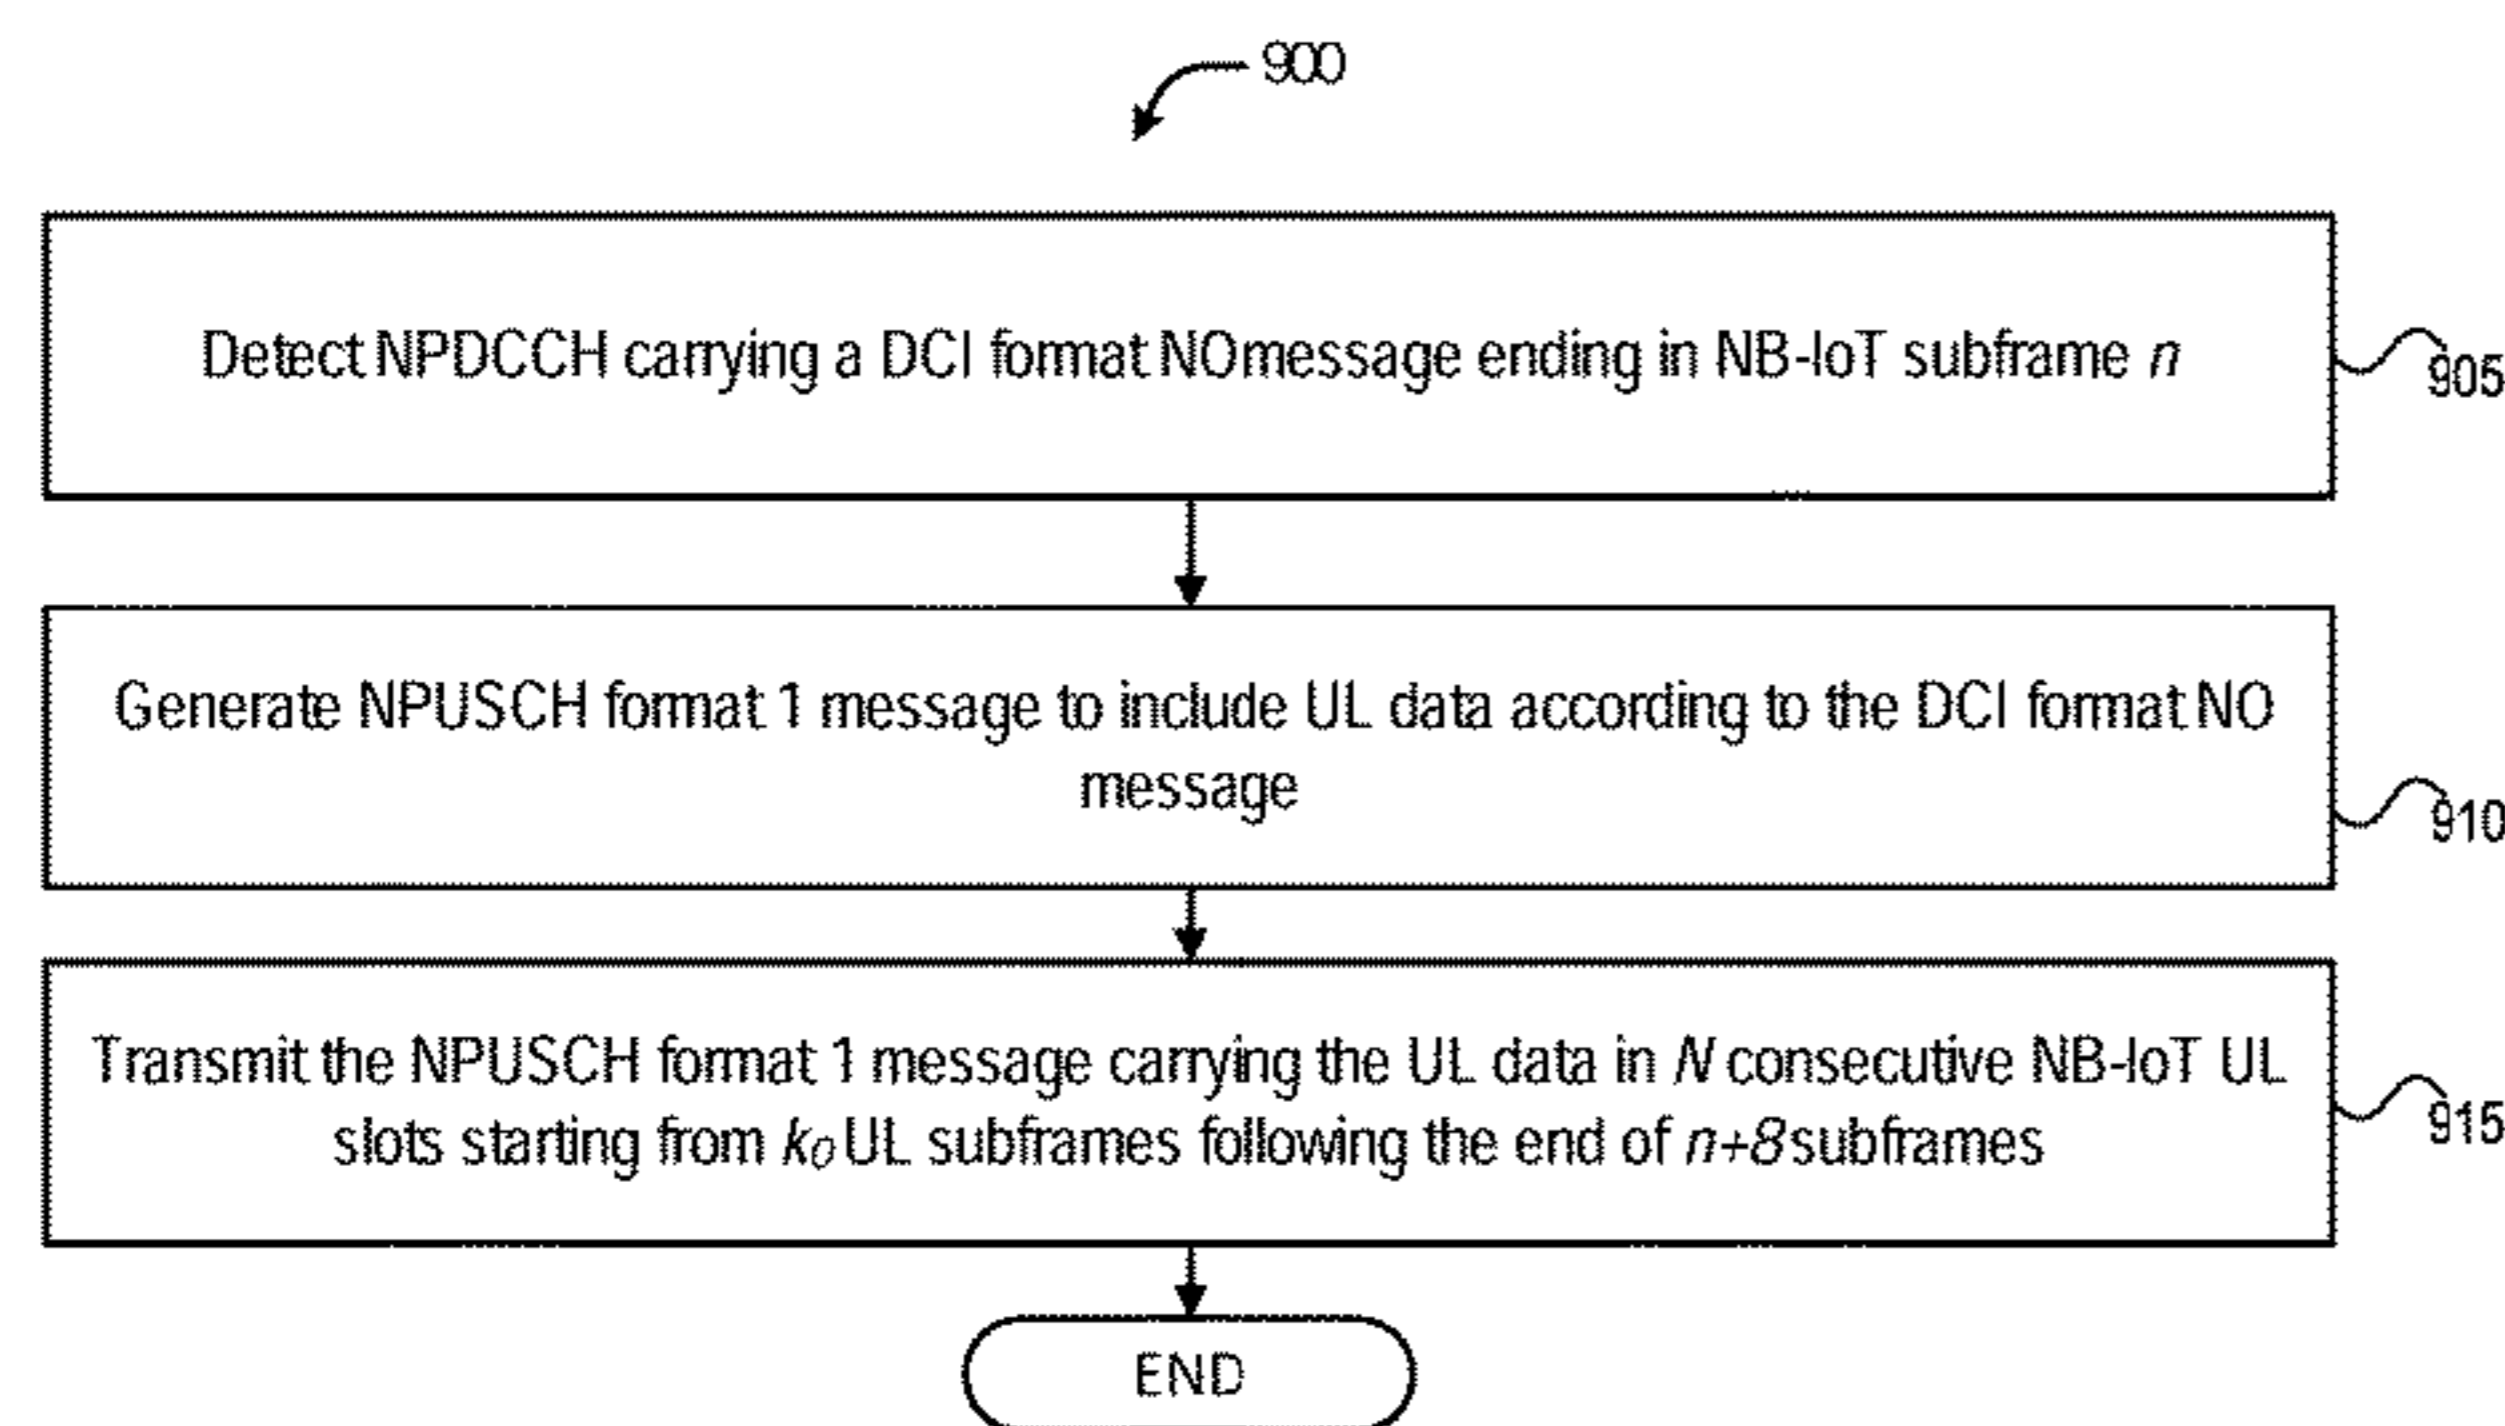 900
Detect NPDCCH carrying a DCI format N0 message ending in NB-IoT subframe n
905
Generate NPUSCH format 1 message to include UL data according to the DCI format N0
message
910
Transmit the NPUSCH format 1 message carrying the UL data in N consecutive NB-IoT UL
slots starting from k0 UL subframes following the end of n+8 subframes
915
END